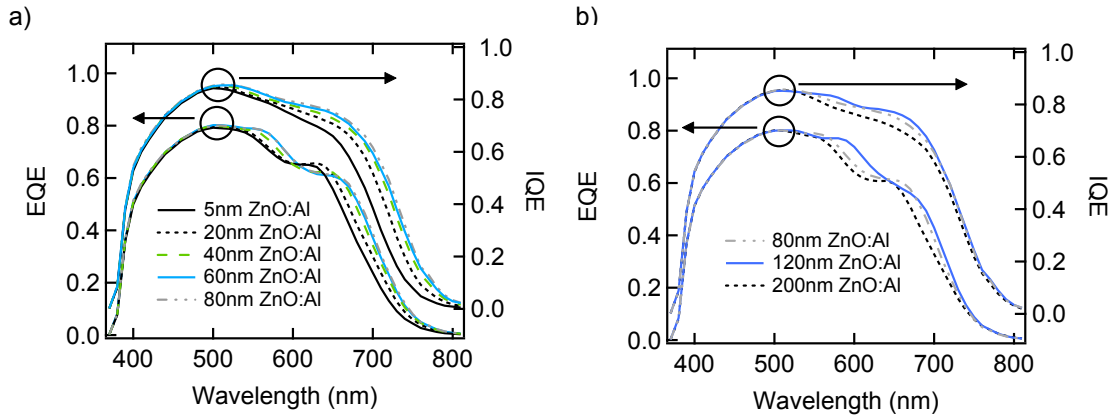 a)
EQE
1.0
0.8
0.6
0.4
0.2
0.0
400
500
600
700
800
Wavelength (nm)
1.0
0.8
0.6
0.4
0.2
0.0
IQE
5nm ZnO:Al
20nm ZnO:Al
40nm ZnO:Al
60nm ZnO:Al
80nm ZnO:Al
b)
EQE
1.0
0.8
0.6
0.4
0.2
0.0
400
500
600
700
800
Wavelength (nm)
1.0
0.8
0.6
0.4
0.2
0.0
IQE
80nm ZnO:Al
120nm ZnO:Al
200nm ZnO:Al